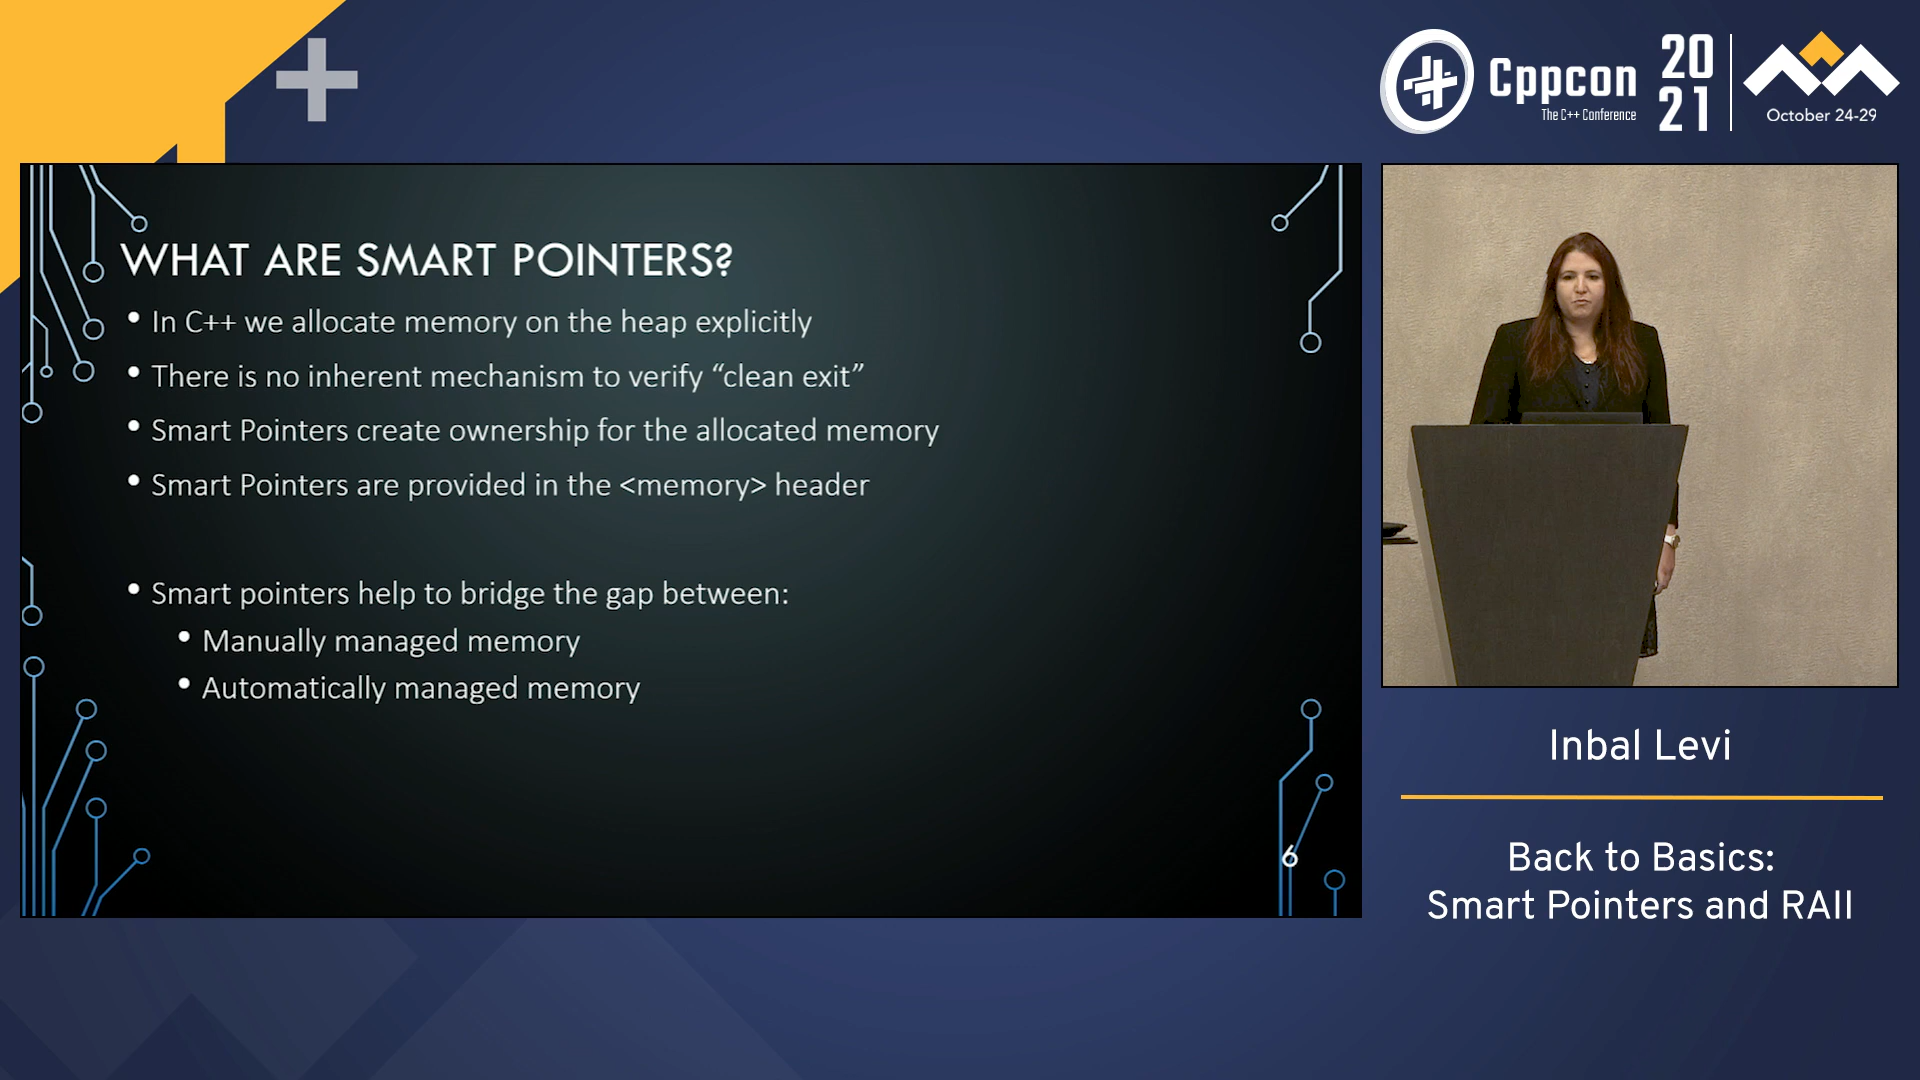 Cppcon
The C++ Conference
20
21
October 24-29
WHAT ARE SMART POINTERS?
• In C++ we allocate memory on the heap explicitly
• There is no inherent mechanism to verify “clean exit”
• Smart Pointers create ownership for the allocated memory
• Smart Pointers are provided in the <memory> header
• Smart pointers help to bridge the gap between:
• Manually managed memory
• Automatically managed memory
6
Inbal Levi
Back to Basics:
Smart Pointers and RAII